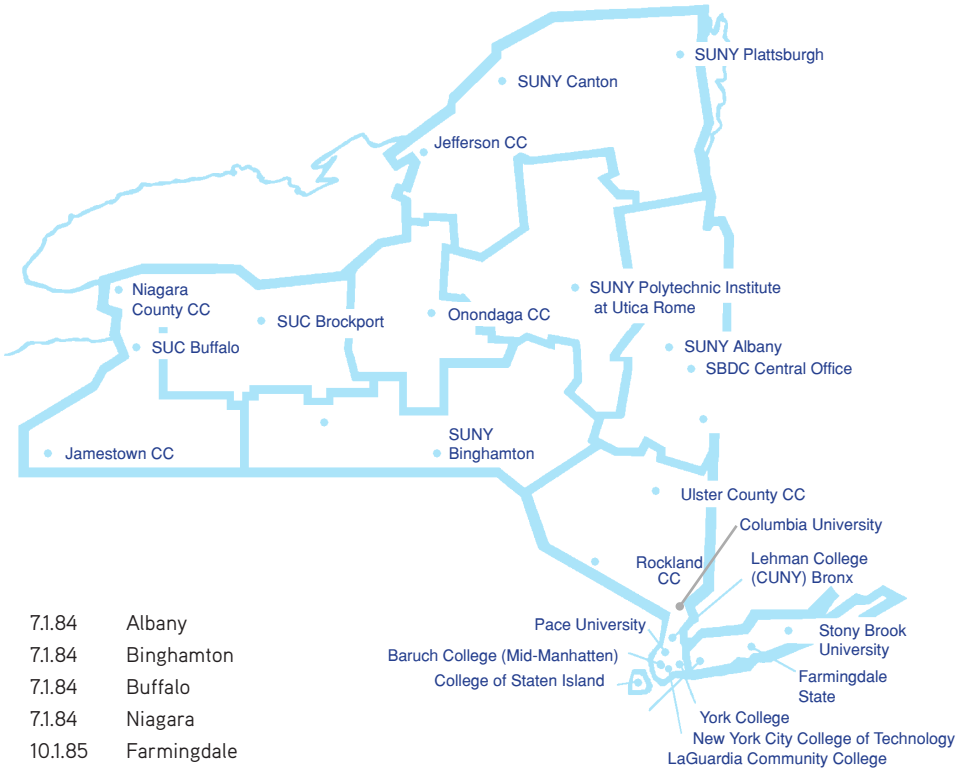 SUNY Plattsburgh
SUNY Canton
Jefferson CC
Niagara
County CC
SUNY Polytechnic Institute
at Utica Rome
SUC Brockport
Onondaga CC
SUC Buffalo
SUNY Albany
SBDC Central Office
SUNY
Binghamton
Jamestown CC
Ulster County CC
Columbia University
Rockland
CC
Lehman College
(CUNY) Bronx
Pace University
Stony Brook
University
Baruch College (Mid-Manhatten)
College of Staten Island
Farmingdale
State
York College
New York City College of Technology
LaGuardia Community College
7.1.84 Albany
7.1.84 Binghamton
7.1.84 Buffalo
7.1.84 Niagara
10.1.85 Farmingdale